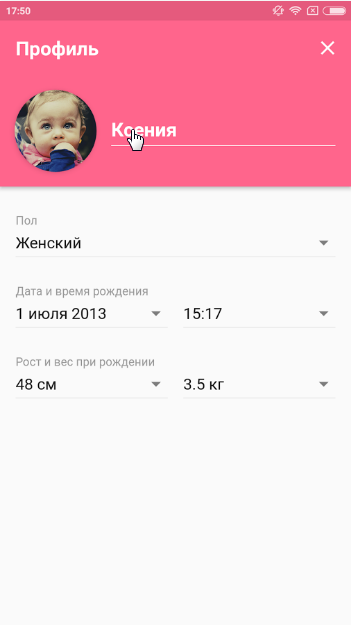 17:50
Профиль
Ксения
Пол
Женский
Дата и время рождения
1 июля 2013 15:17
Рост и вес при рождении
48 см 3.5 кг